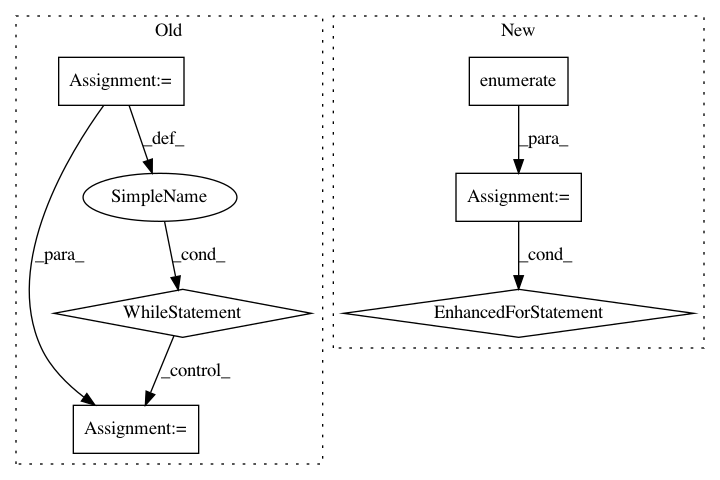 Old
Assignment:=
_def_
SimpleName
_para_
_cond_
WhileStatement
_control_
Assignment:=
New
enumerate
_para_
Assignment:=
_cond_
EnhancedForStatement